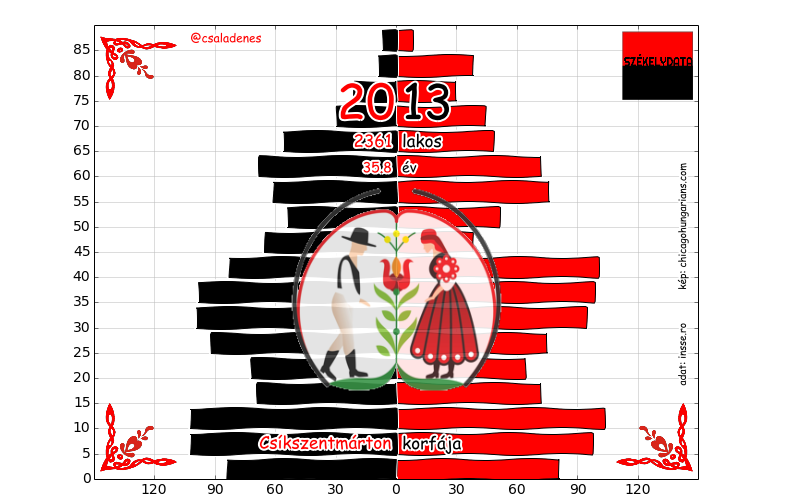 @csaladenes
SZÉKELYDATA
2013
2361 lakos
35.8 év
kép: chicagohungarians.com
adat: insse.ro
Csíkszentmárton korfája
85
80
75
70
65
60
55
50
45
40
35
30
25
20
15
10
5
0
120 90 60 30 0 30 60 90 120